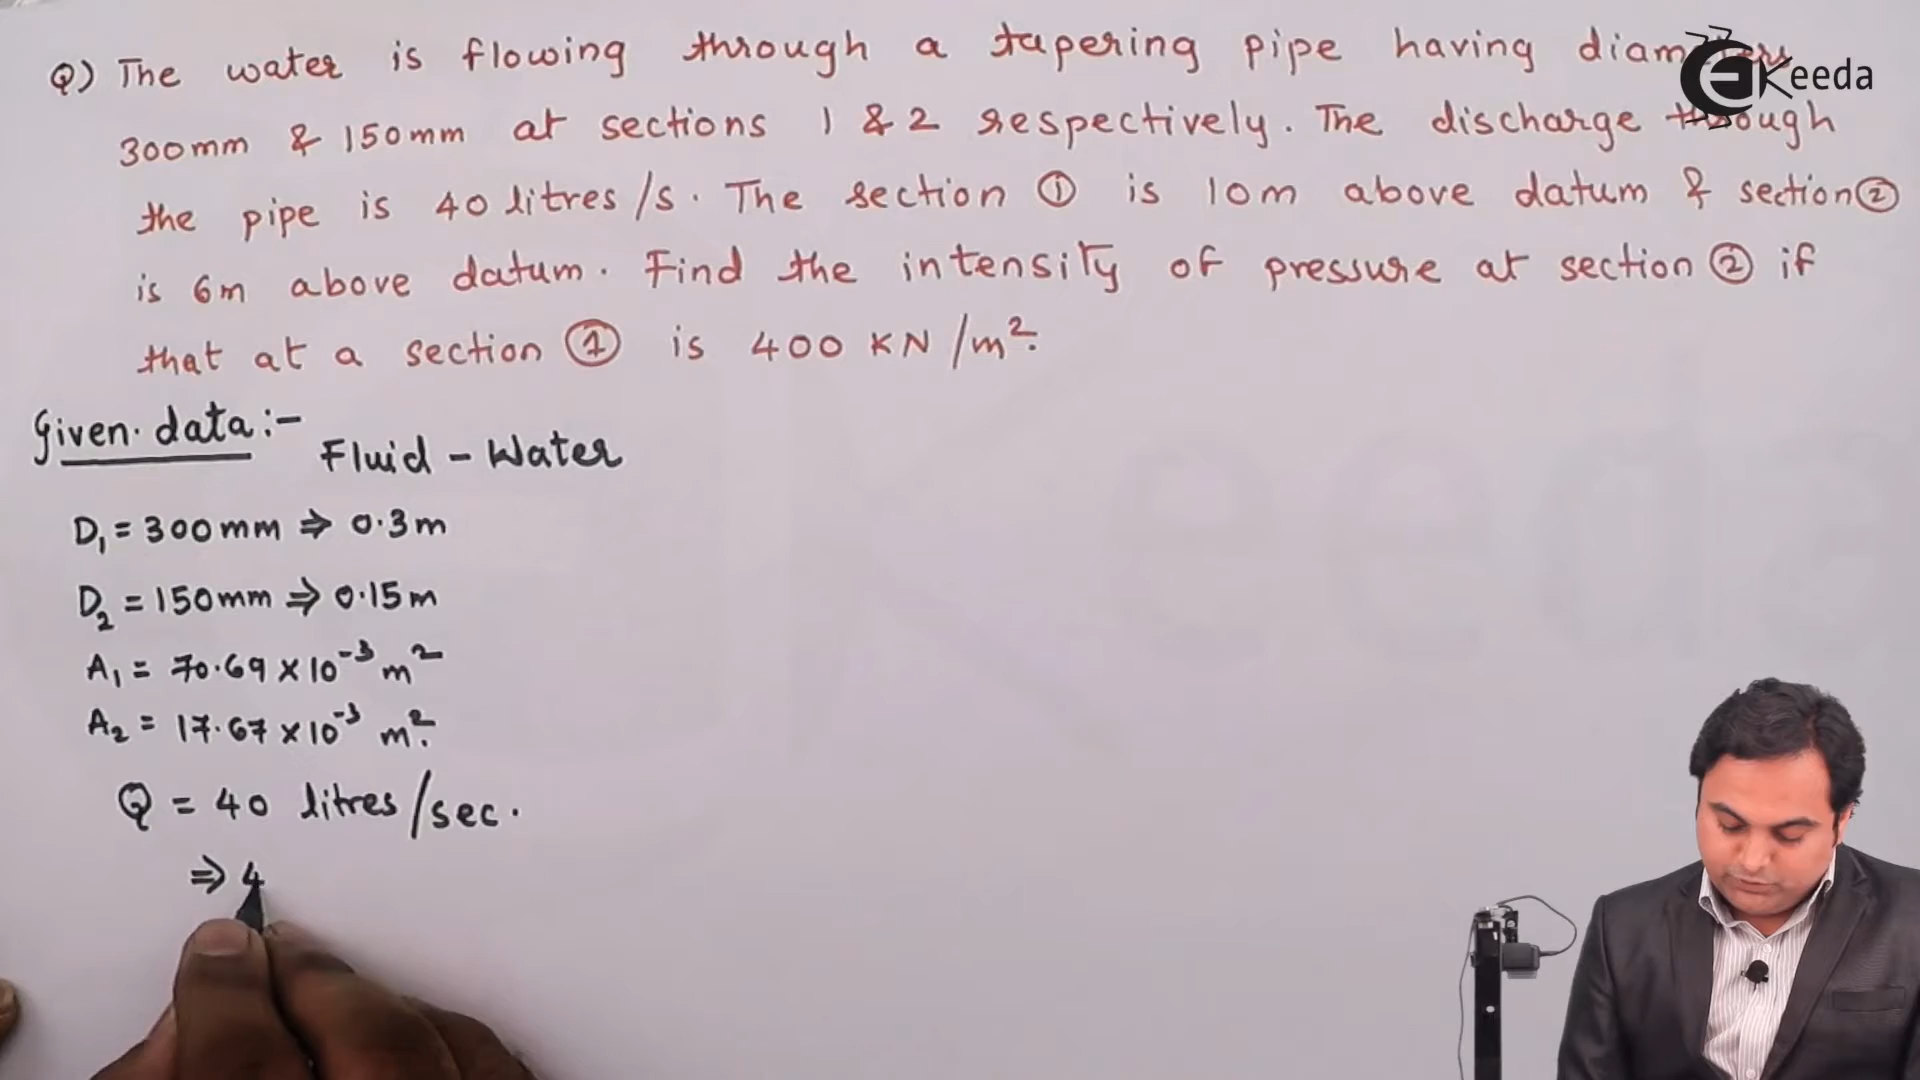 Q) The water is flowing through a tapering pipe having
Keeda
300mm & 150mm at sections 1 & 2 respectively. The discharge through
the pipe is 40 litres/s. The section ① is 10m above datum & section ②
is 6m above datum. Find the intensity of pressure at section ② if
that at a section ① is 400 KN/m².
Given data :-
Fluid - Water
D₁ = 300mm ⇒ 0.3m
D₂ = 150mm ⇒ 0.15m
A₁ = 70.69 × 10⁻³ m²
A₂ = 17.67 × 10⁻³ m².
Q = 40 litres/sec.
⇒ 4